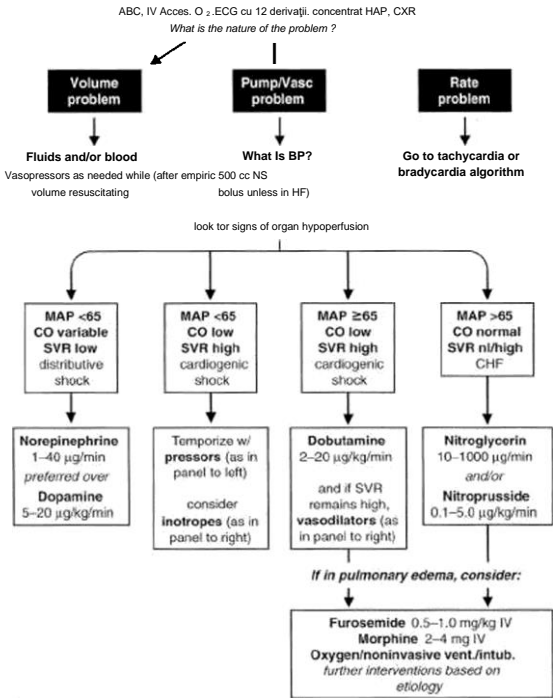 ABC, IV Acces. O ₂ .ECG cu 12 derivaţii. concentrat HAP, CXR
What is the nature of the problem ?
Volume
problem
Pump/Vasc
problem
Rate
problem
Fluids and/or blood
Vasopressors as needed while
volume resuscitating
What Is BP?
(after empiric 500 cc NS
bolus unless in HF)
Go to tachycardia or
bradycardia algorithm
look tor signs of organ hypoperfusion
MAP <65
CO variable
SVR low
distributive
shock
MAP <65
CO low
SVR high
cardiogenic
shock
MAP ≥65
CO low
SVR high
cardiogenic
shock
MAP >65
CO normal
SVR nl/high
CHF
Norepinephrine
1–40 µg/min
preferred over
Dopamine
5–20 µg/kg/min
Temporize w/
pressors (as in
panel to left)
consider
inotropes (as in
panel to right)
Dobutamine
2–20 µg/kg/min
and if SVR
remains high,
vasodilators (as
in panel to right)
Nitroglycerin
10–1000 µg/min
and/or
Nitroprusside
0.1–5.0 µg/kg/min
If in pulmonary edema, consider:
Furosemide 0.5–1.0 mg/kg IV
Morphine 2–4 mg IV
Oxygen/noninvasive vent./intub.
further interventions based on
etiology